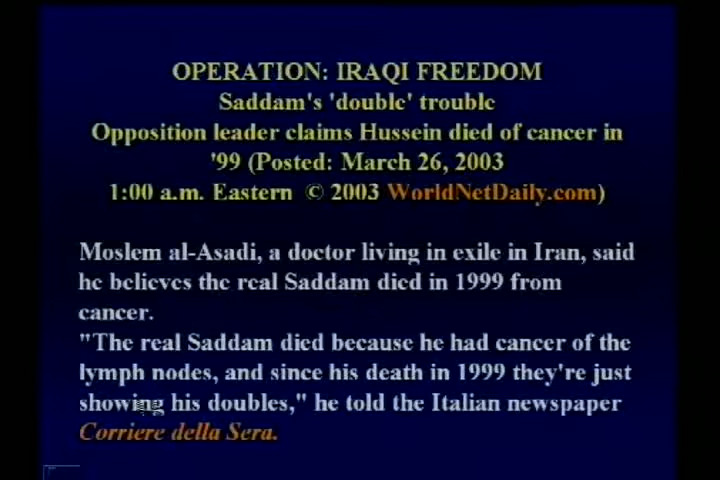 OPERATION: IRAQI FREEDOM
Saddam's 'double' trouble
Opposition leader claims Hussein died of cancer in
'99 (Posted: March 26, 2003
1:00 a.m. Eastern © 2003 WorldNetDaily.com)
Moslem al-Asadi, a doctor living in exile in Iran, said
he believes the real Saddam died in 1999 from
cancer.
"The real Saddam died because he had cancer of the
lymph nodes, and since his death in 1999 they're just
showing his doubles," he told the Italian newspaper
Corriere della Sera.